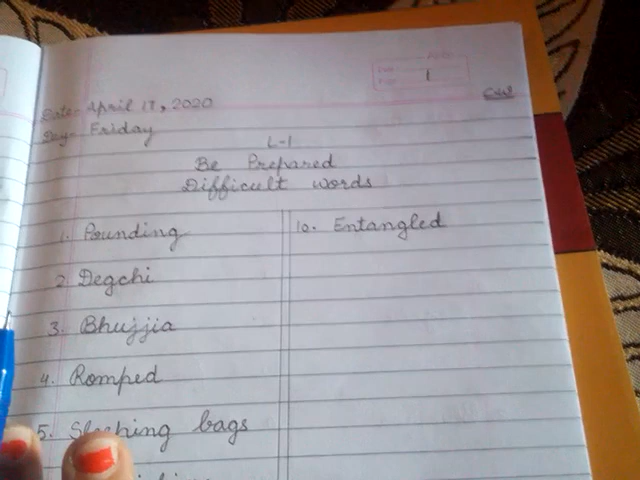 1
C.W
Date- April 17, 2020
Day- Friday
L-1
Be Prepared
Difficult words
1. Pounding
2. Degchi
3. Bhujjia
4. Romped
5. bags
10. Entangled